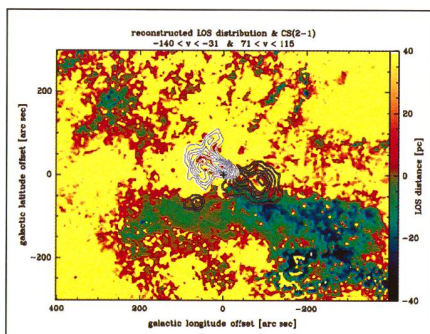 reconstructed LOS distribution & CS(2-1)
-140 < v < -31 & 71 < v < 115
galactic latitude offset [arc sec]
200
0
-200
400
200
0
-200
galactic longitude offset [arc sec]
40
20
0
-20
-40
LOS distance [pc]